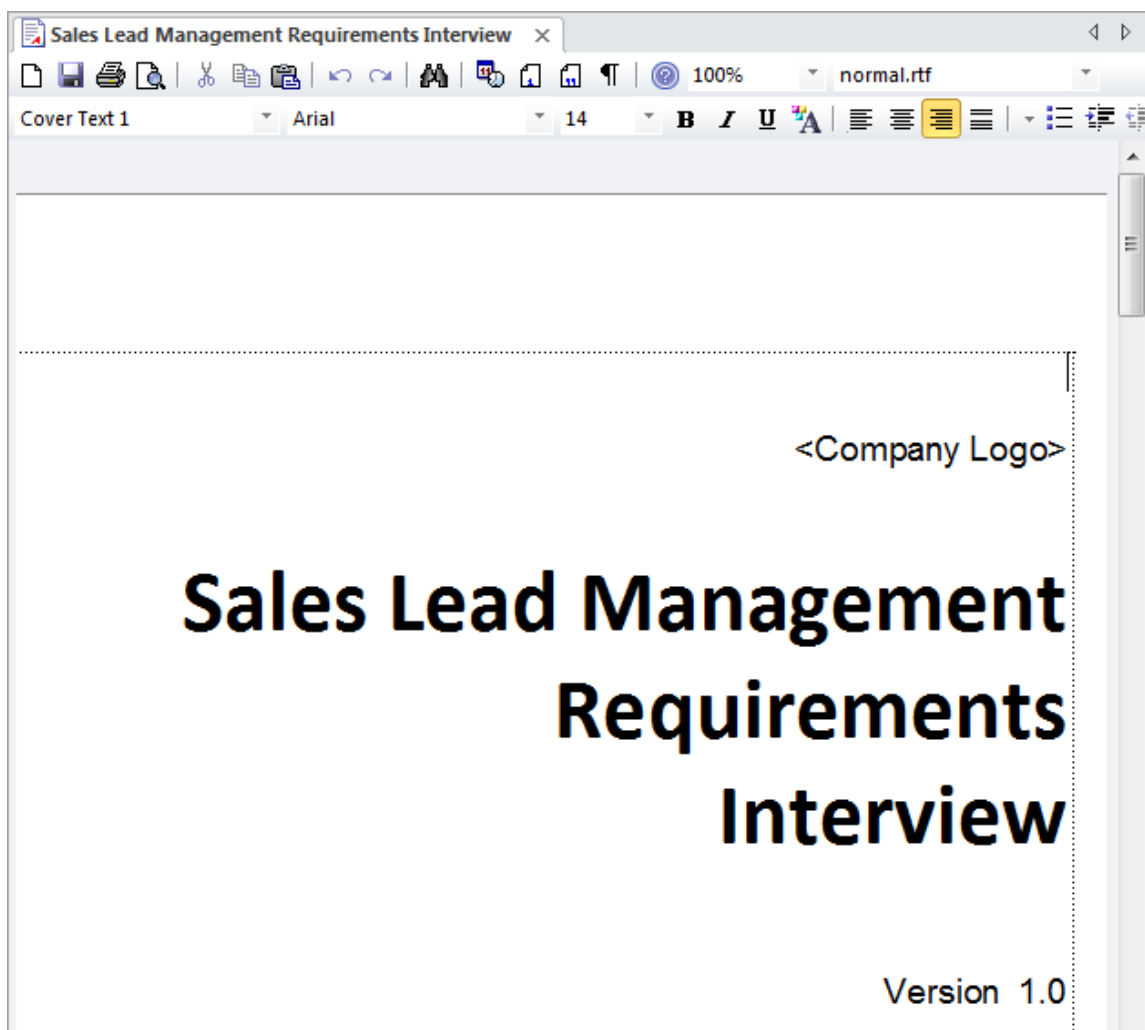 Sales Lead Management Requirements Interview
100% normal.rtf
Cover Text 1 Arial 14 B I U A
<Company Logo>
Sales Lead Management
Requirements
Interview
Version 1.0